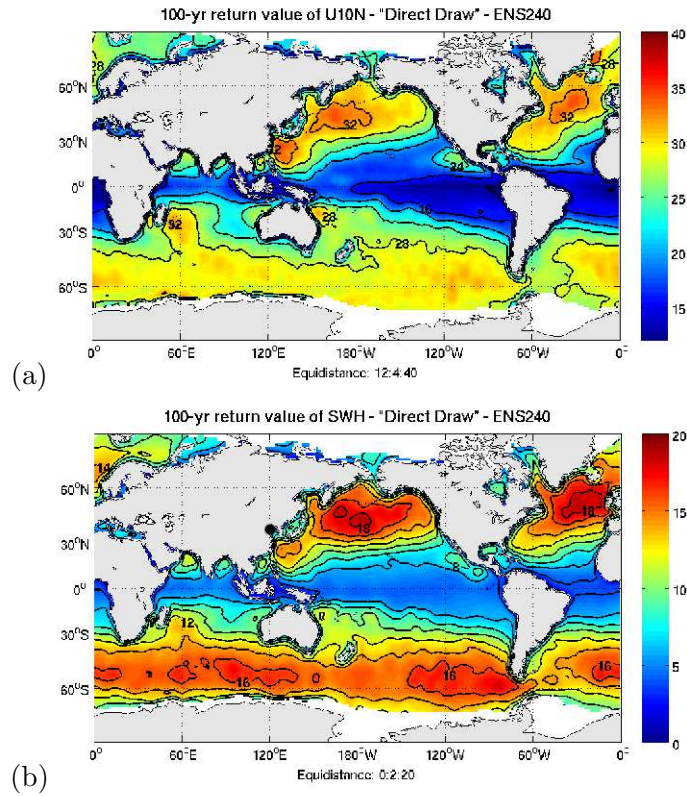 100-yr return value of U10N - "Direct Draw" - ENS240
40
35
30
25
20
15
60°N
30°N
0°
30°S
60°S
28
28
32
32
24
16
32
28
28
0°
60°E
120°E
180°W
120°W
60°W
0°
Equidistance: 12:4:40
(a)
100-yr return value of SWH - "Direct Draw" - ENS240
20
15
10
5
0
60°N
30°N
0°
30°S
60°S
14
18
18
8
12
16
16
16
0°
60°E
120°E
180°W
120°W
60°W
0°
Equidistance: 0:2:20
(b)